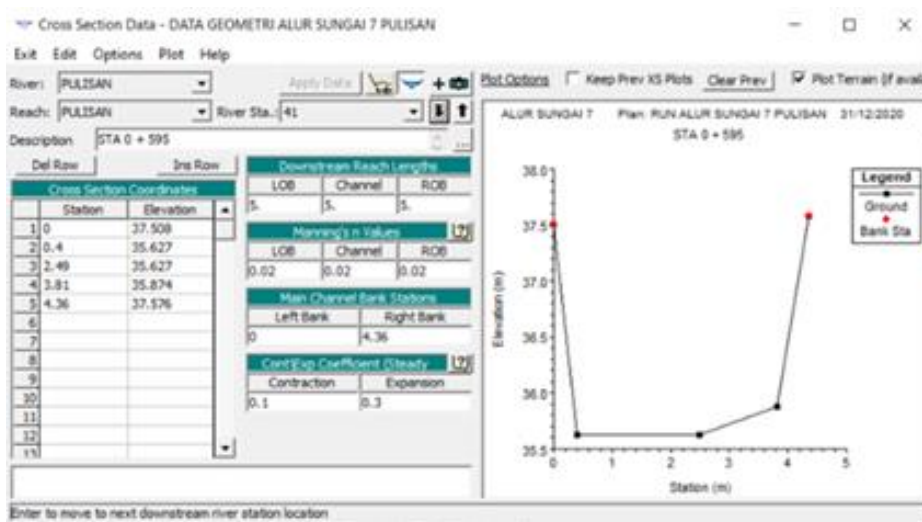 Cross Section Data - DATA GEOMETRI ALUR SUNGAI 7 PULISAN
Exit Edit Options Plot Help
River: PULISAN
Apply Data
Reach: PULISAN River Sta.: 41
Description STA 0 + 595
Del Row Ins Row
Cross Section Coordinates
Station Elevation
1 0 37.508
2 0.4 35.627
3 2.49 35.627
4 3.81 35.874
5 4.36 37.576
6
7
8
9
10
11
12
13
Downstream Reach Lengths
LOB Channel ROB
5. 5. 5.
Manning's n Values
LOB Channel ROB
0.02 0.02 0.02
Main Channel Bank Stations
Left Bank Right Bank
0 4.36
Cont\Exp Coefficient (Steady
Contraction Expansion
0.1 0.3
Plot Options Keep Prev XS Plots Clear Prev Plot Terrain (if avail
ALUR SUNGAI 7 Plan: RUN ALUR SUNGAI 7 PULISAN 31/12/2020
STA 0 + 595
38.0
37.5
37.0
36.5
36.0
35.5
Elevation (m)
0 1 2 3 4 5
Station (m)
Legend
Ground
Bank Sta
Enter to move to next downstream river station location